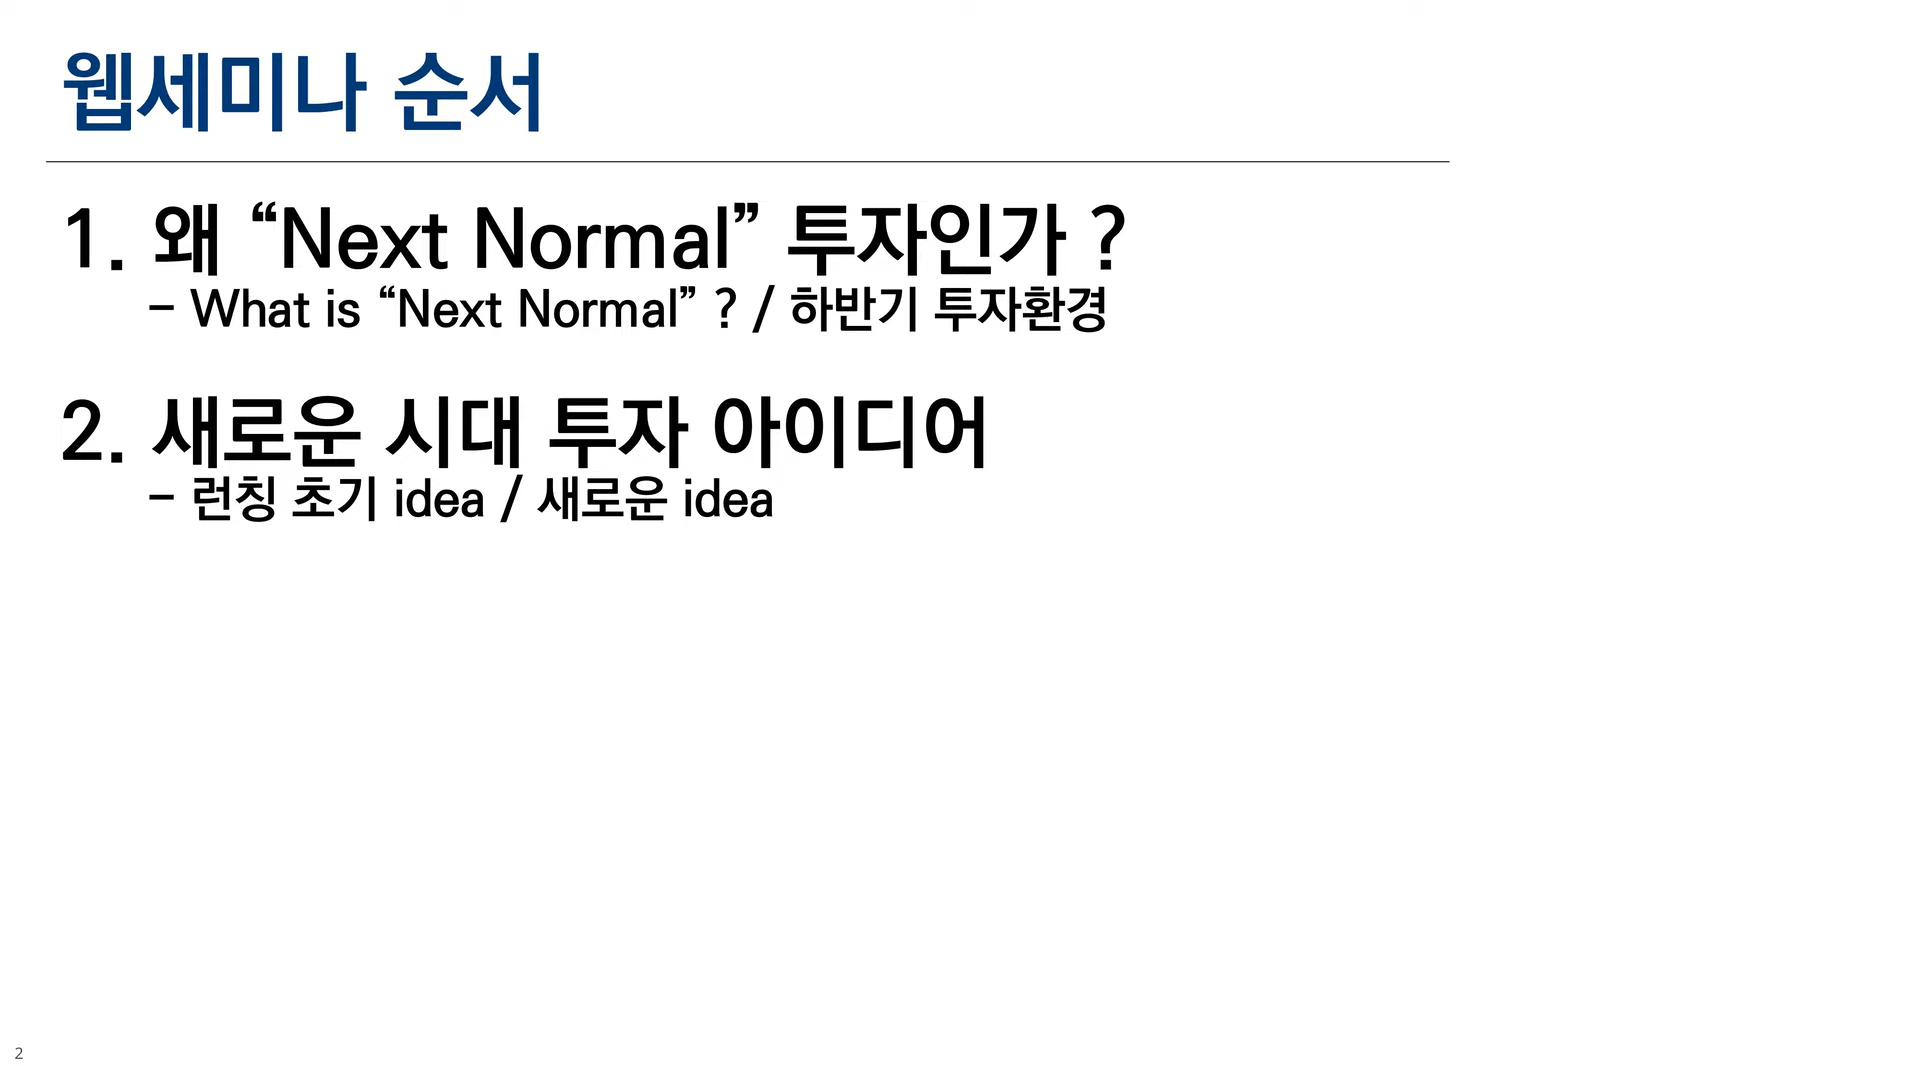 웹세미나 순서
1. 왜 “Next Normal” 투자인가 ?
– What is “Next Normal” ? / 하반기 투자환경
2. 새로운 시대 투자 아이디어
– 런칭 초기 idea / 새로운 idea
2